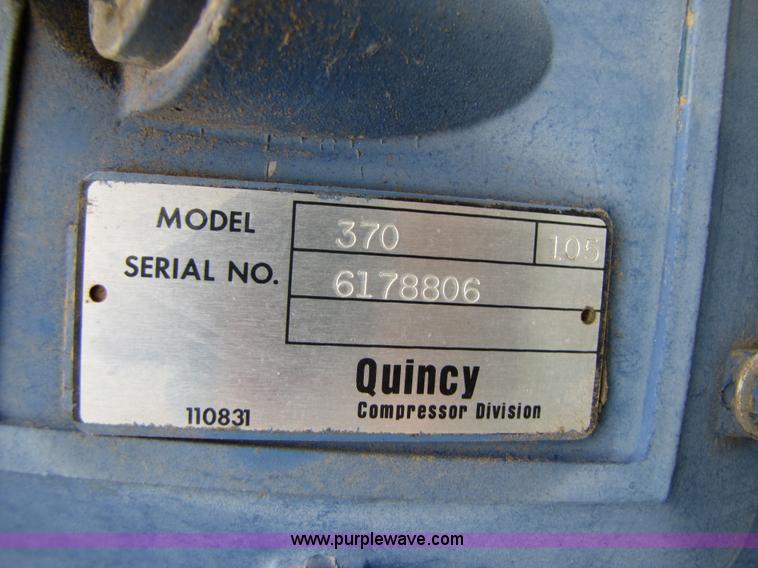 MODEL 370 105
SERIAL NO. 6178806
Quincy
110831 Compressor Division
www.purplewave.com